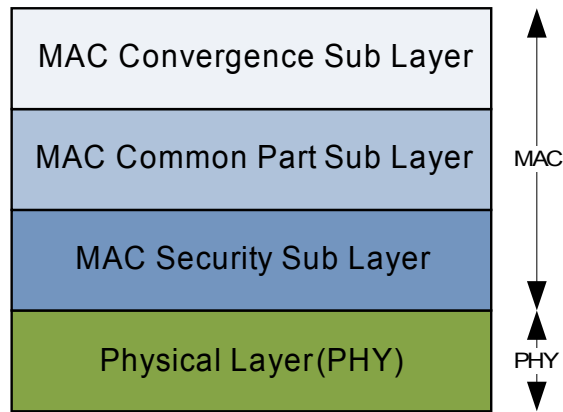 MAC Convergence Sub Layer
MAC Common Part Sub Layer
MAC
MAC Security Sub Layer
Physical Layer(PHY)
PHY